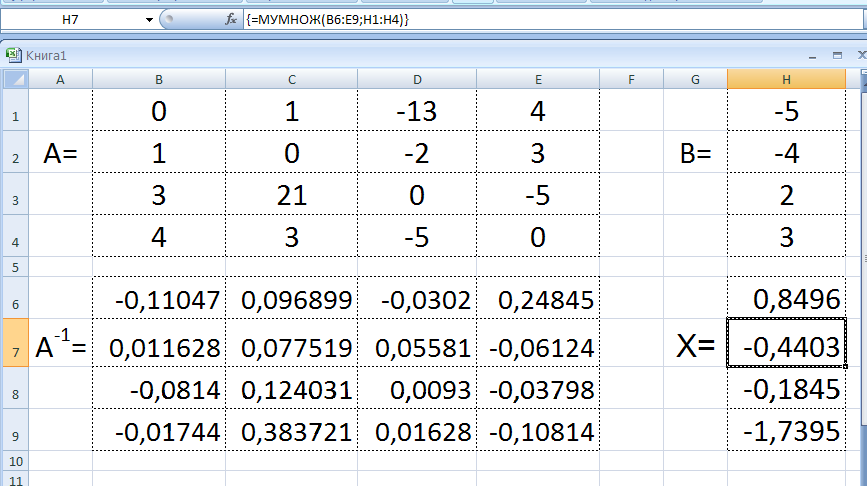 H7 fx {=МУМНОЖ(B6:E9;H1:H4)}
Книга1
A B C D E F G H
1 0 1 -13 4 -5
2 A= 1 0 -2 3 B= -4
3 3 21 0 -5 2
4 4 3 -5 0 3
5
6 -0,11047 0,096899 -0,0302 0,24845 0,8496
7 A-1= 0,011628 0,077519 0,05581 -0,06124 X= -0,4403
8 -0,0814 0,124031 0,0093 -0,03798 -0,1845
9 -0,01744 0,383721 0,01628 -0,10814 -1,7395
10
11